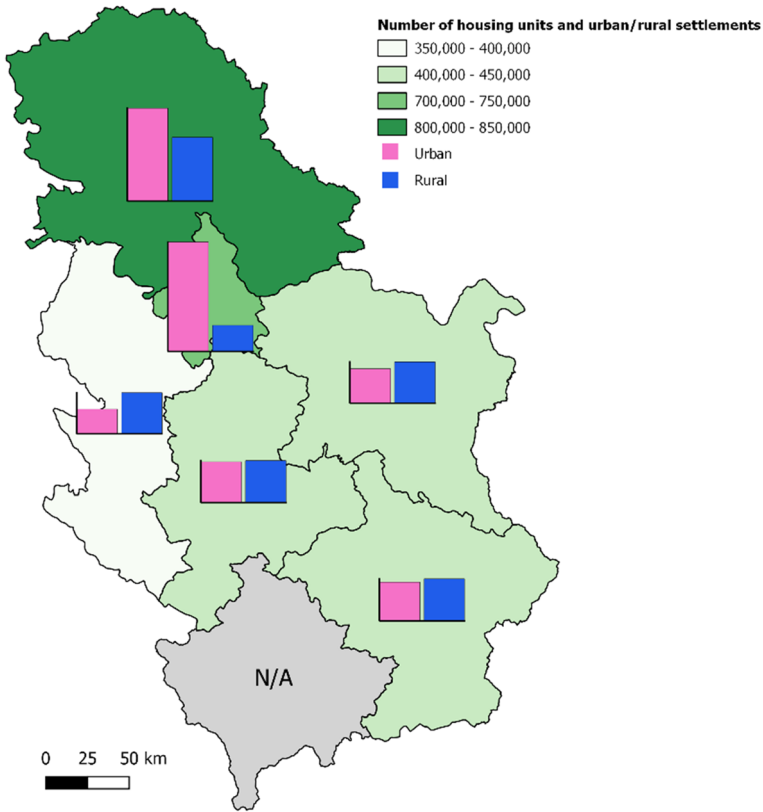 Number of housing units and urban/rural settlements
350,000 - 400,000
400,000 - 450,000
700,000 - 750,000
800,000 - 850,000
Urban
Rural
N/A
0 25 50 km